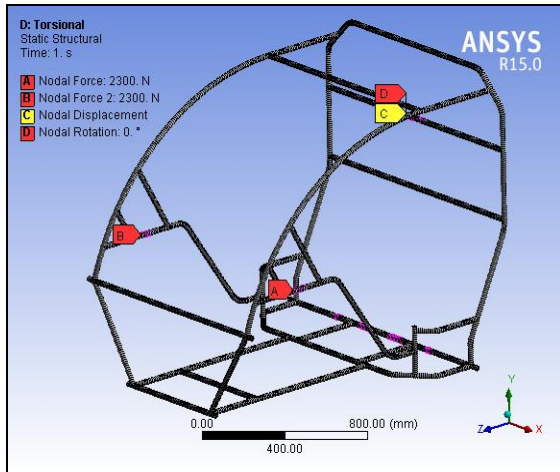 D: Torsional
Static Structural
Time: 1. s
A Nodal Force: 2300. N
B Nodal Force 2: 2300. N
C Nodal Displacement
D Nodal Rotation: 0. °
ANSYS
R15.0
D
C
B
A
0.00 800.00 (mm)
400.00
Y
Z X